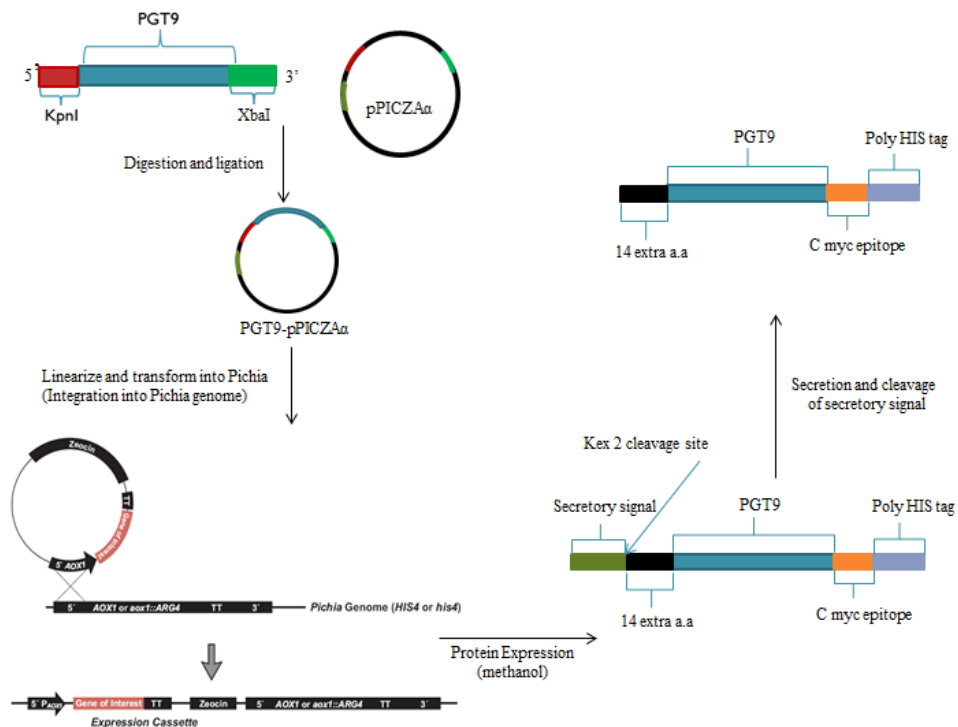 PGT9
5'
3'
KpnI
XbaI
pPICZAα
Digestion and ligation
PGT9-pPICZAα
Linearize and transform into Pichia
(Integration into Pichia genome)
Zeocin
TT
Gene of Interest
5´ AOX1
5´ AOX1 or aox1::ARG4 TT 3´
Pichia Genome (HIS4 or his4)
5´ PAOX1 Gene of Interest TT Zeocin 5´ AOX1 or aox1::ARG4 TT 3´
Expression Cassette
Protein Expression
(methanol)
Kex 2 cleavage site
Secretory signal
PGT9
Poly HIS tag
14 extra a.a
C myc epitope
Secretion and cleavage
of secretory signal
PGT9
Poly HIS tag
14 extra a.a
C myc epitope